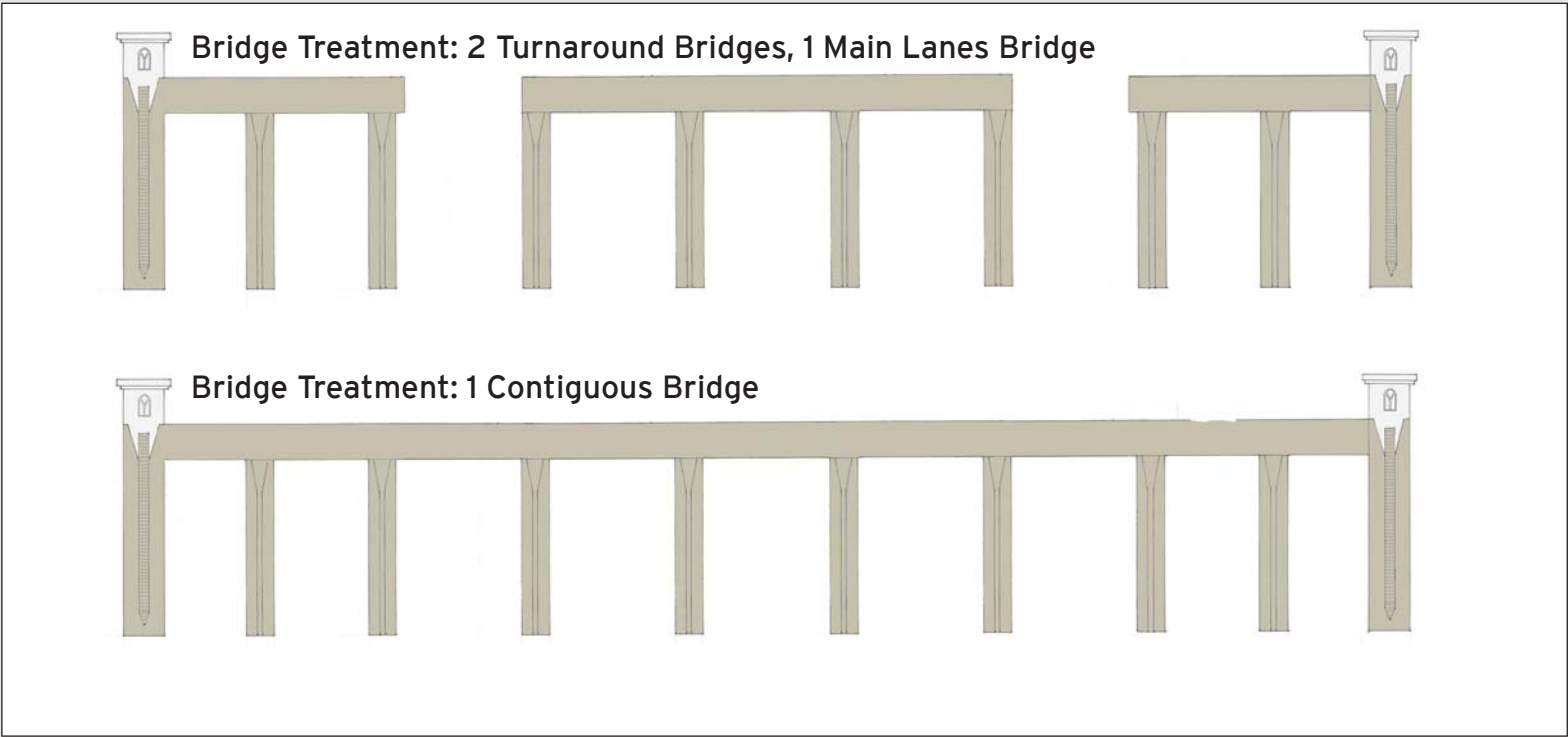 Bridge Treatment: 2 Turnaround Bridges, 1 Main Lanes Bridge
Bridge Treatment: 1 Contiguous Bridge